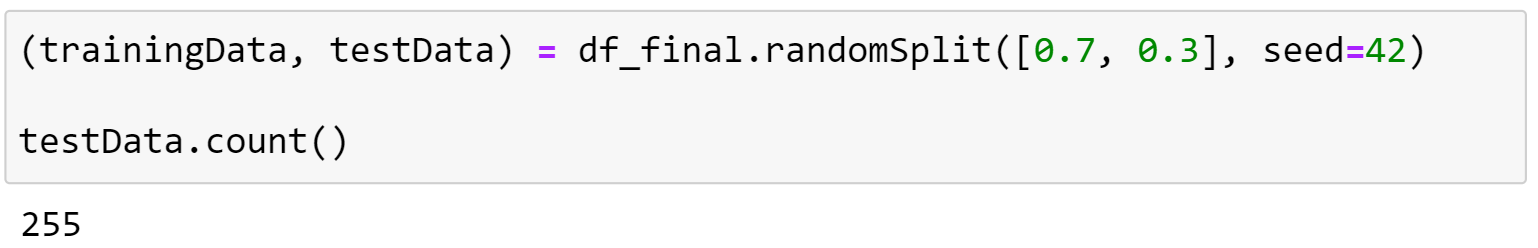 (trainingData, testData) = df_final.randomSplit([0.7, 0.3], seed=42)
testData.count()
255